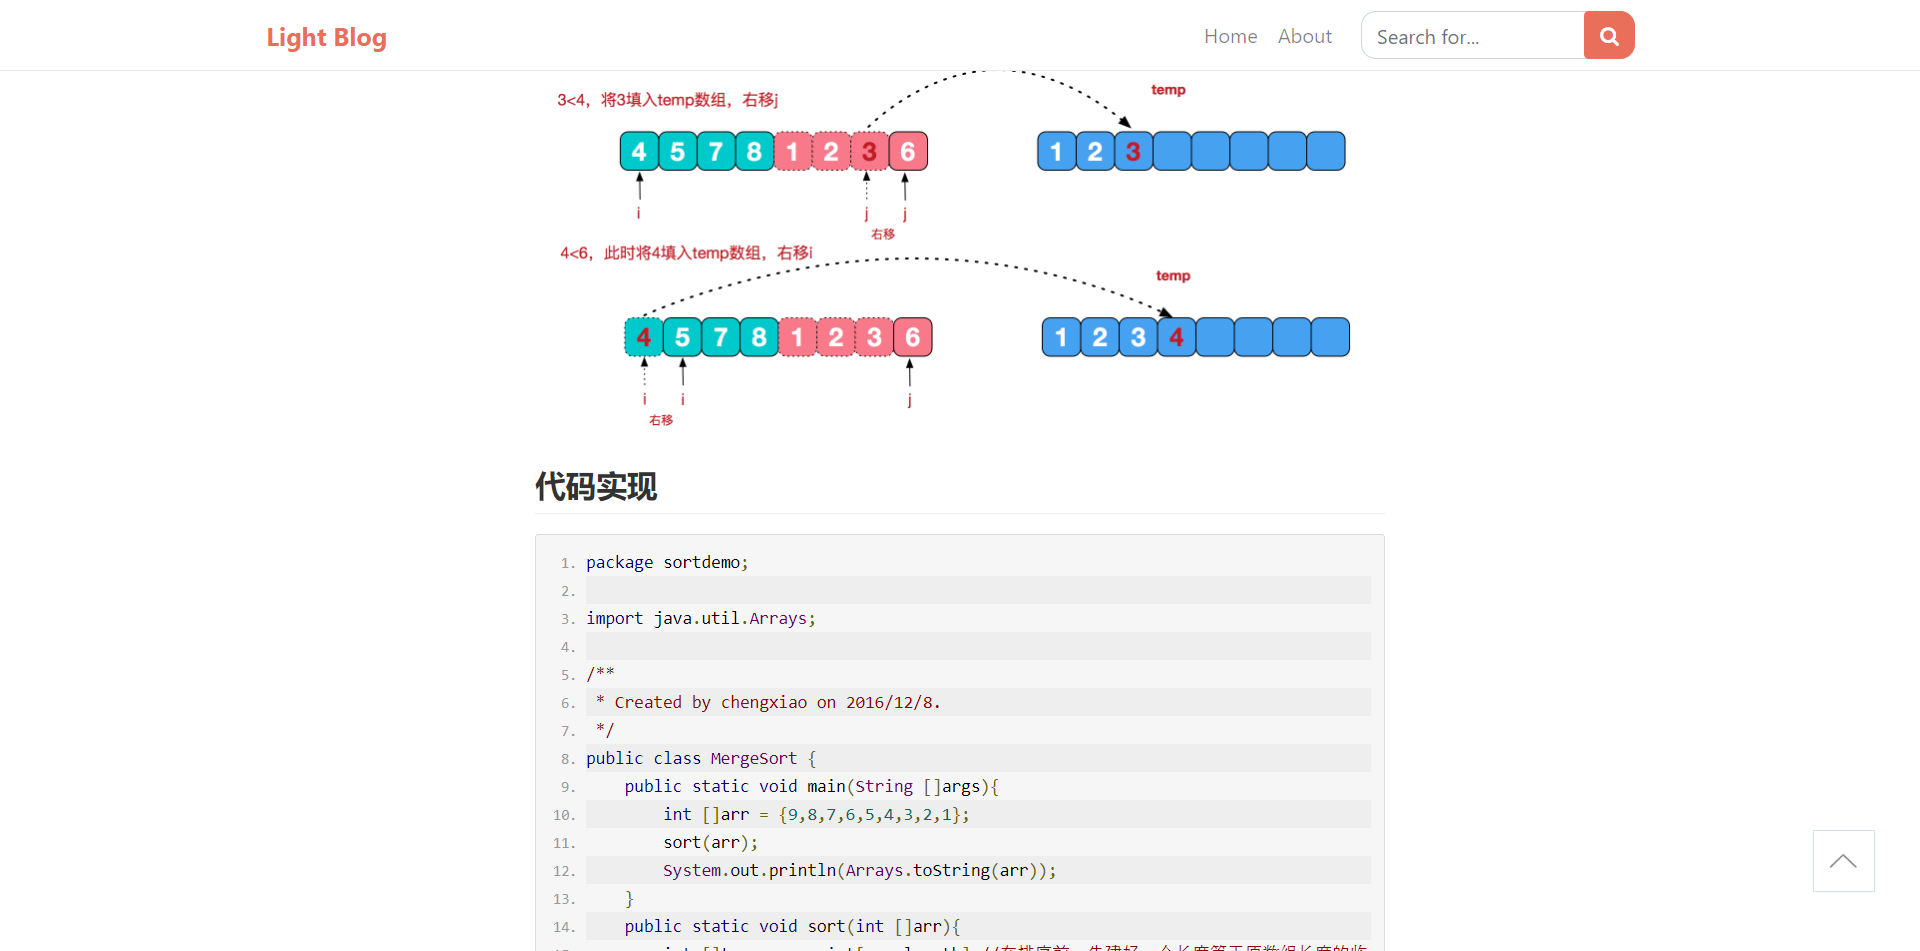 Light Blog
Home About Search for...
3<4，将3填入temp数组，右移j
temp
4 5 7 8 1 2 3 6
1 2 3
i j j
右移
4<6，此时将4填入temp数组，右移i
temp
4 5 7 8 1 2 3 6
1 2 3 4
i i j
右移
代码实现
1. package sortdemo;
2.
3. import java.util.Arrays;
4.
5. /**
6. * Created by chengxiao on 2016/12/8.
7. */
8. public class MergeSort {
9. public static void main(String []args){
10. int []arr = {9,8,7,6,5,4,3,2,1};
11. sort(arr);
12. System.out.println(Arrays.toString(arr));
13. }
14. public static void sort(int []arr){